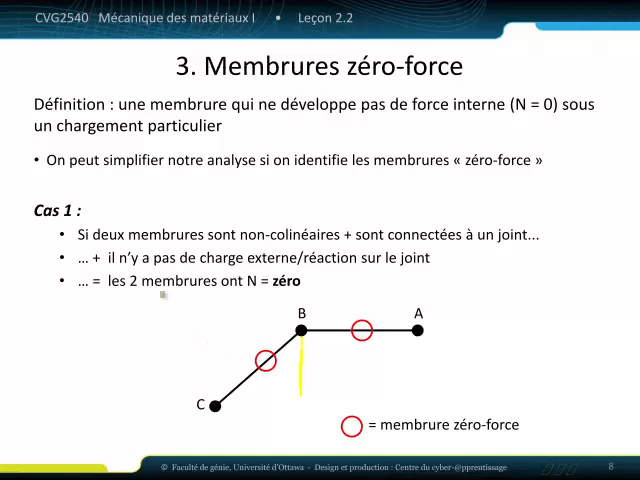 CVG2540 Mécanique des matériaux I • Leçon 2.2
3. Membrures zéro-force
Définition : une membrure qui ne développe pas de force interne (N = 0) sous
un chargement particulier
• On peut simplifier notre analyse si on identifie les membrures « zéro-force »
Cas 1 :
• Si deux membrures sont non-colinéaires + sont connectées à un joint...
• ... + il n'y a pas de charge externe/réaction sur le joint
• ... = les 2 membrures ont N = zéro
B
A
C
= membrure zéro-force
© Faculté de génie, Université d'Ottawa - Design et production : Centre du cyber-@pprentissage
8